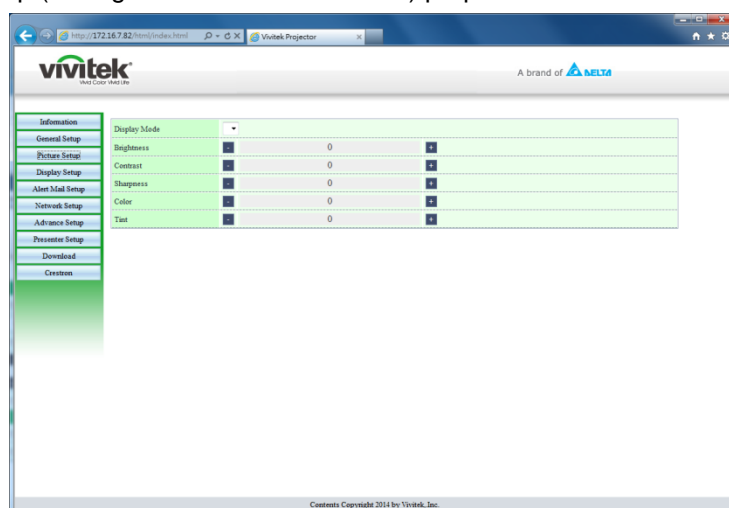 http://172.16.7.82/html/index.html
Vivitek Projector
vivitek
Vivid Color Vivid Life
A brand of DELTA
Information
General Setup
Picture Setup
Display Setup
Alert Mail Setup
Network Setup
Advance Setup
Presenter Setup
Download
Crestron
Display Mode
Brightness - 0 +
Contrast - 0 +
Sharpness - 0 +
Color - 0 +
Tint - 0 +
Contents Copyright 2014 by Vivitek, Inc.